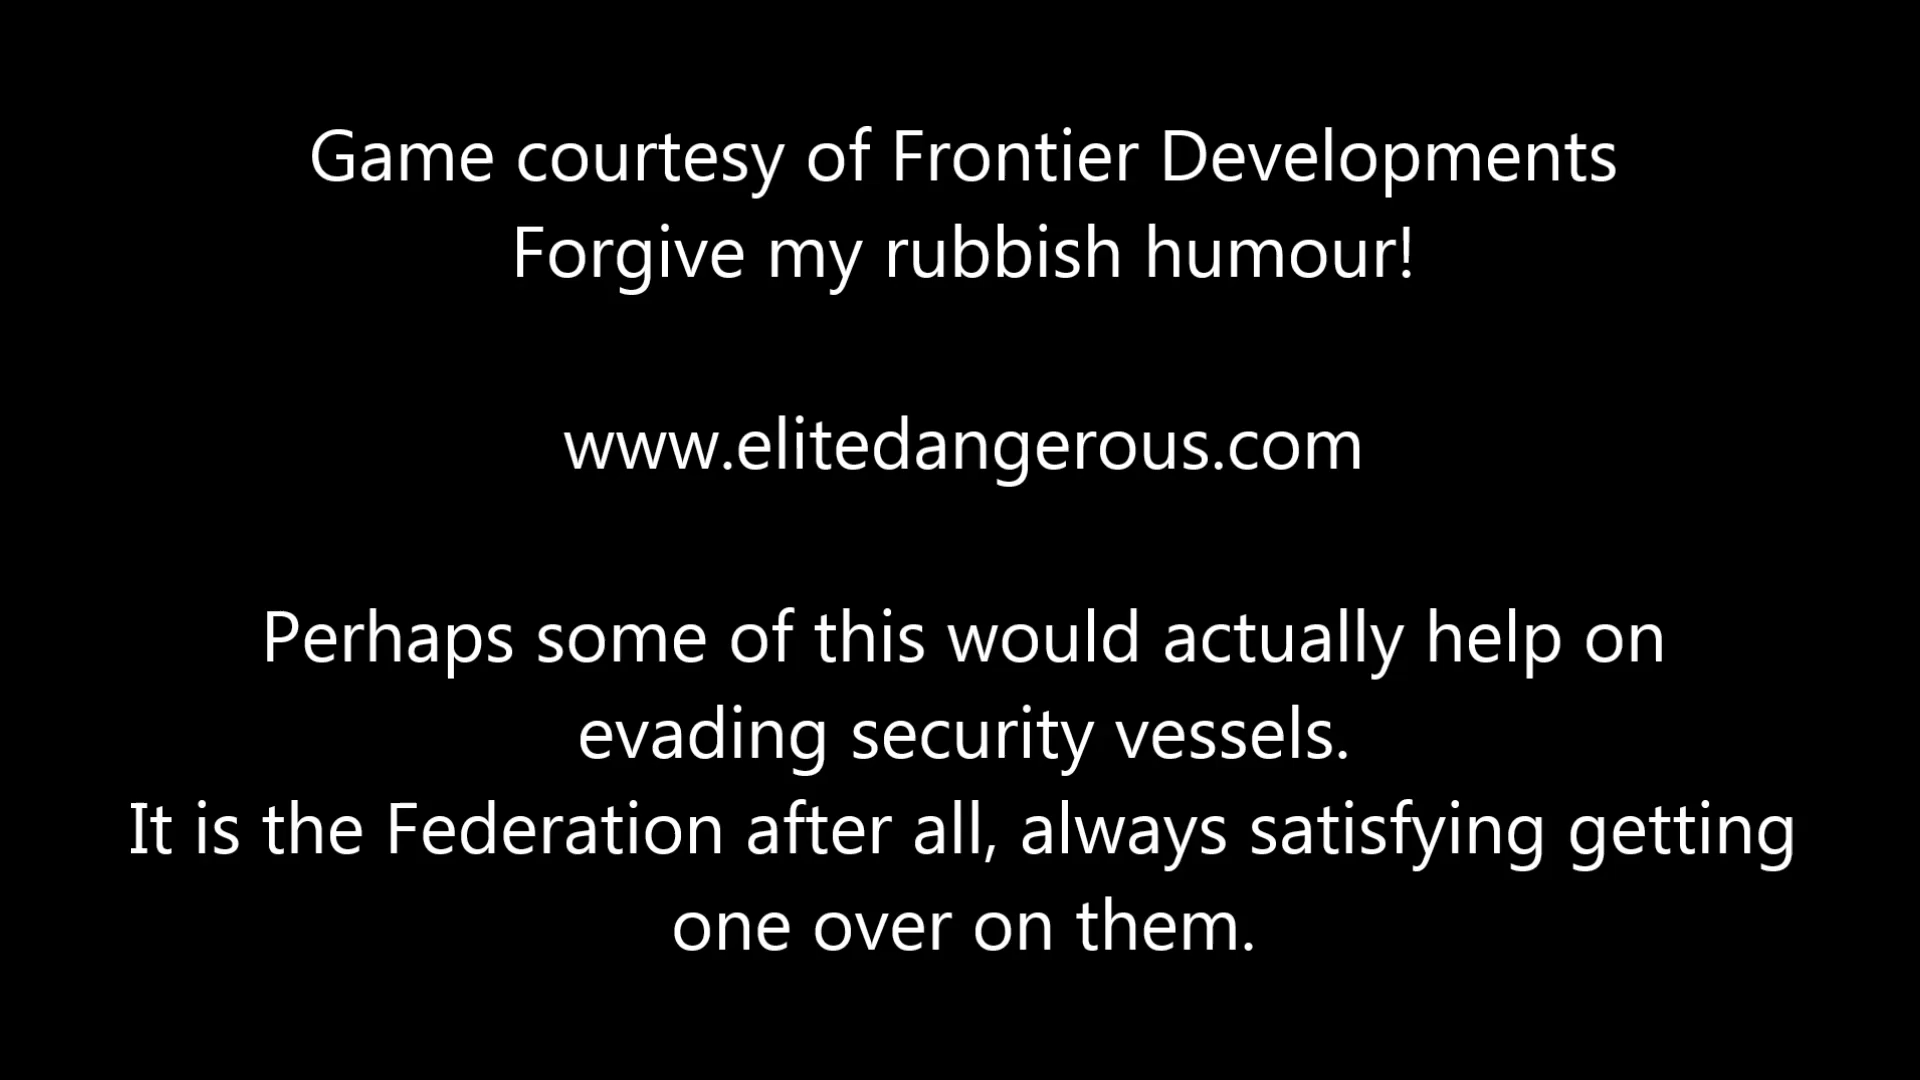 Game courtesy of Frontier Developments
Forgive my rubbish humour!
www.elitedangerous.com
Perhaps some of this would actually help on
evading security vessels.
It is the Federation after all, always satisfying getting
one over on them.